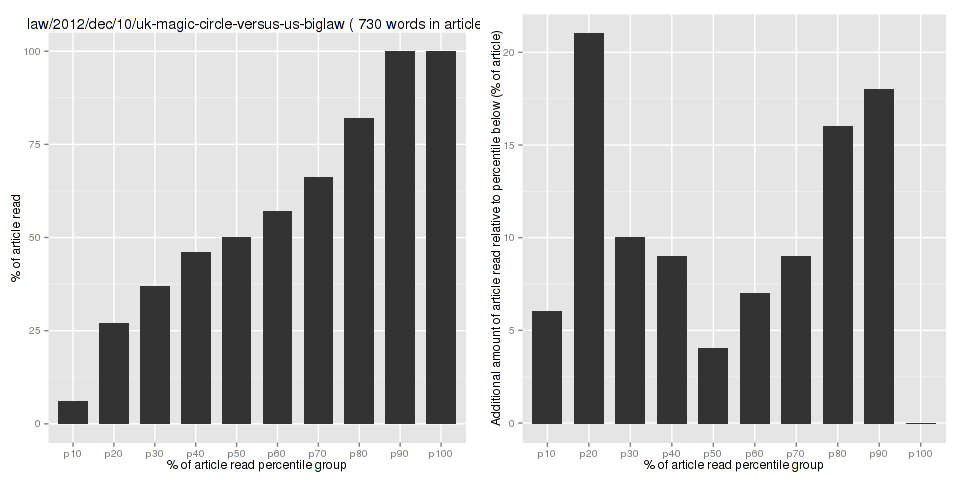 law/2012/dec/10/uk-magic-circle-versus-us-biglaw ( 730 words in article
% of article read
100
75
50
25
0
p10 p20 p30 p40 p50 p60 p70 p80 p90 p100
% of article read percentile group
Additional amount of article read relative to percentile below (% of article)
20
15
10
5
0
p10 p20 p30 p40 p50 p60 p70 p80 p90 p100
% of article read percentile group